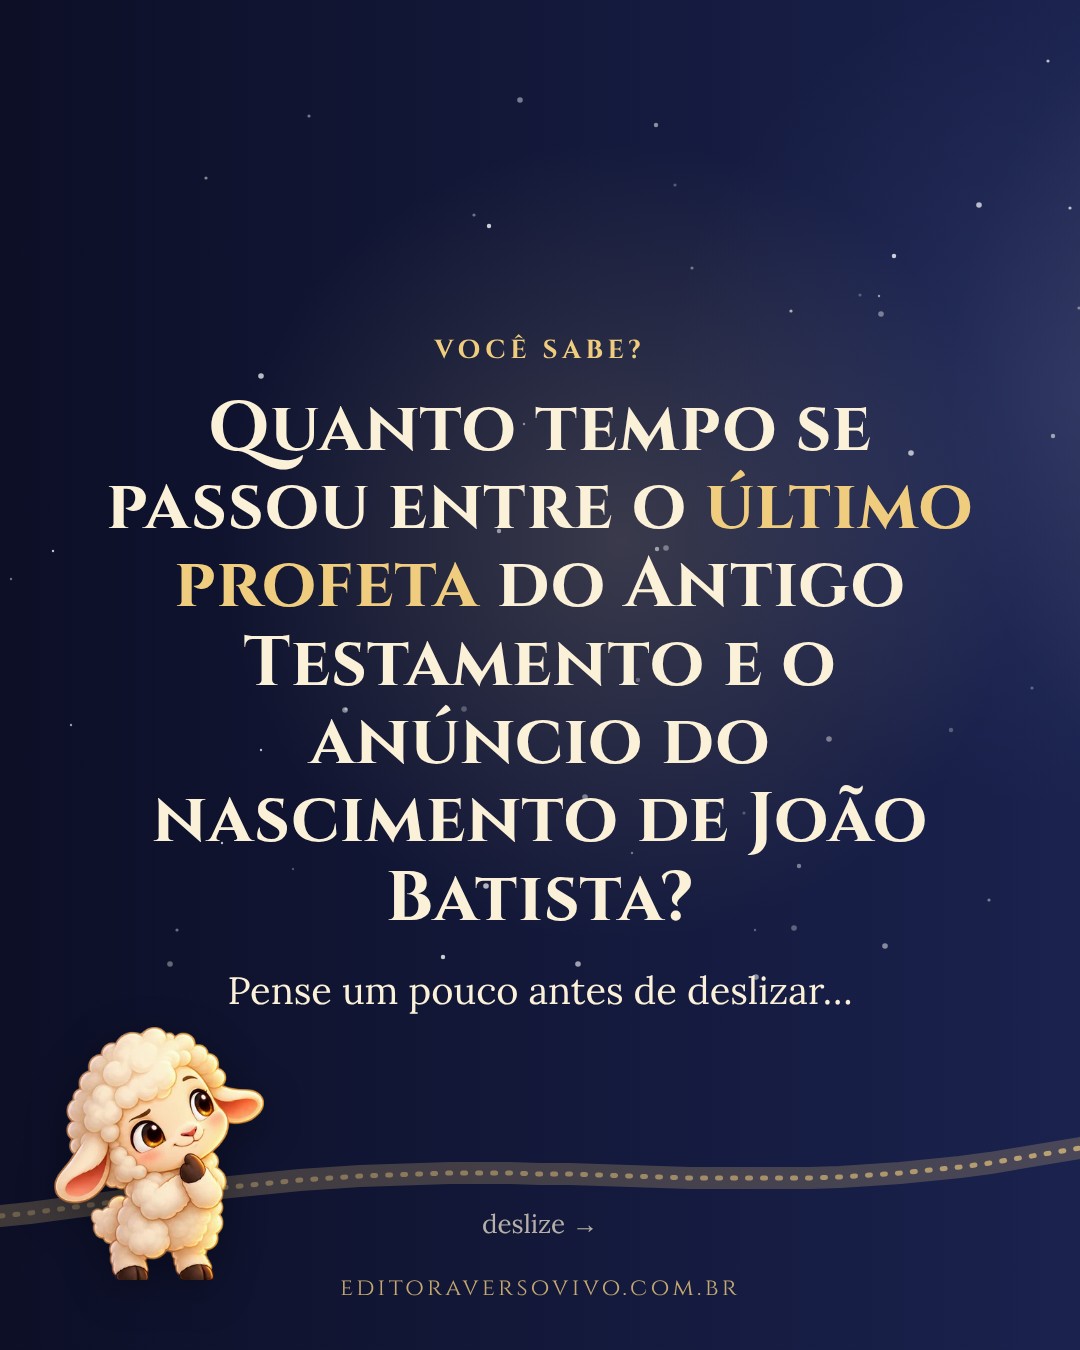 VOCÊ SABE?
Quanto tempo se
passou entre o último
profeta do Antigo
Testamento e o
anúncio do
nascimento de João
Batista?
Pense um pouco antes de deslizar...
deslize →
EDITORAVERSOVIVO.COM.BR